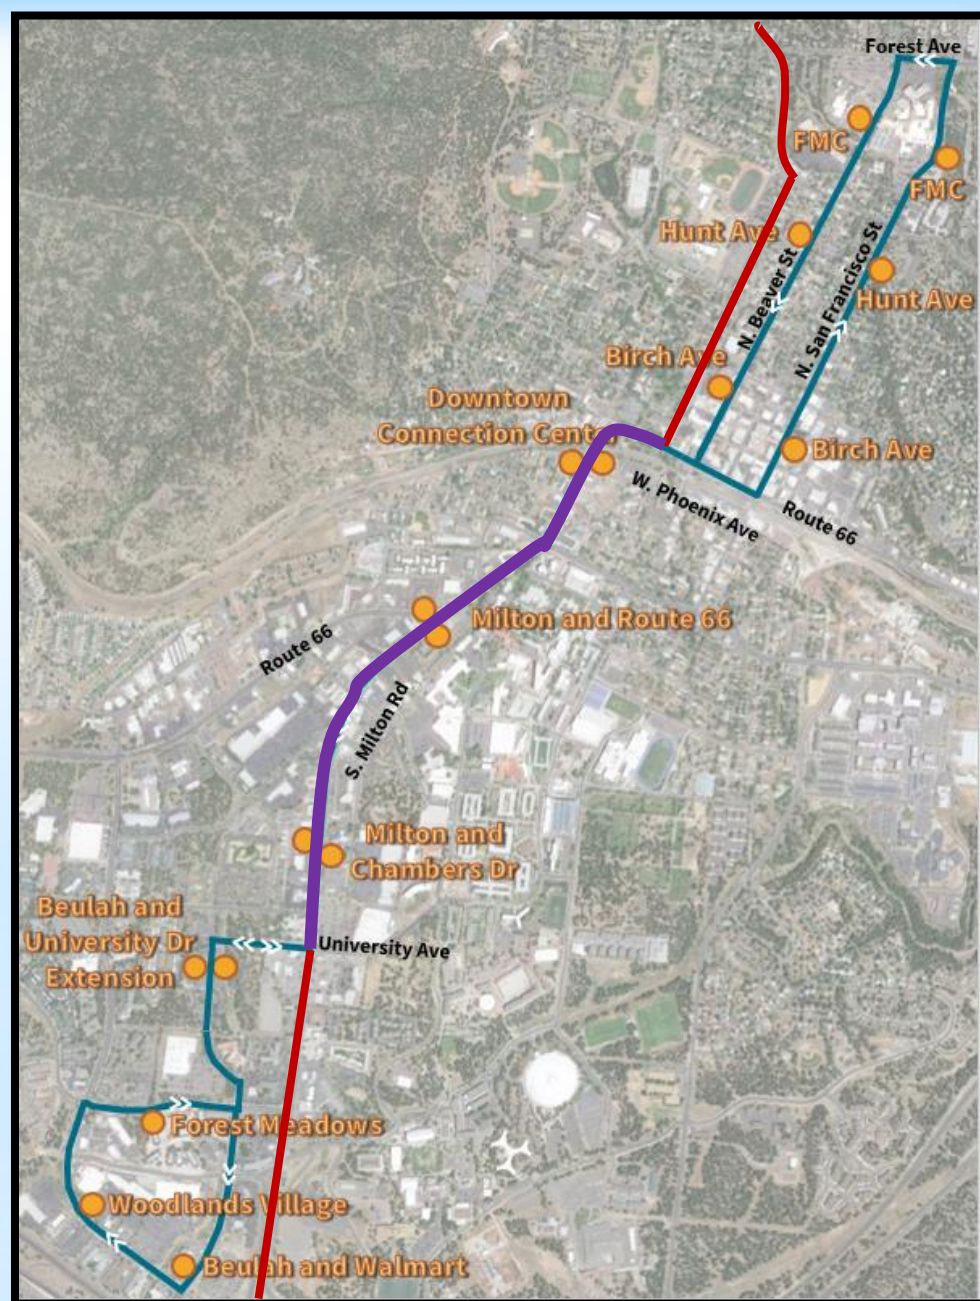 Forest Ave
FMC
FMC
Hunt Ave
N. Beaver St
N. San Francisco St
Hunt Ave
Birch Ave
Downtown
Connection Center
Birch Ave
W. Phoenix Ave
Route 66
Milton and Route 66
Route 66
S. Milton Rd
Milton and
Chambers Dr
Beulah and
University Dr
Extension
University Ave
Forest Meadows
Woodlands Village
Beulah and Walmart